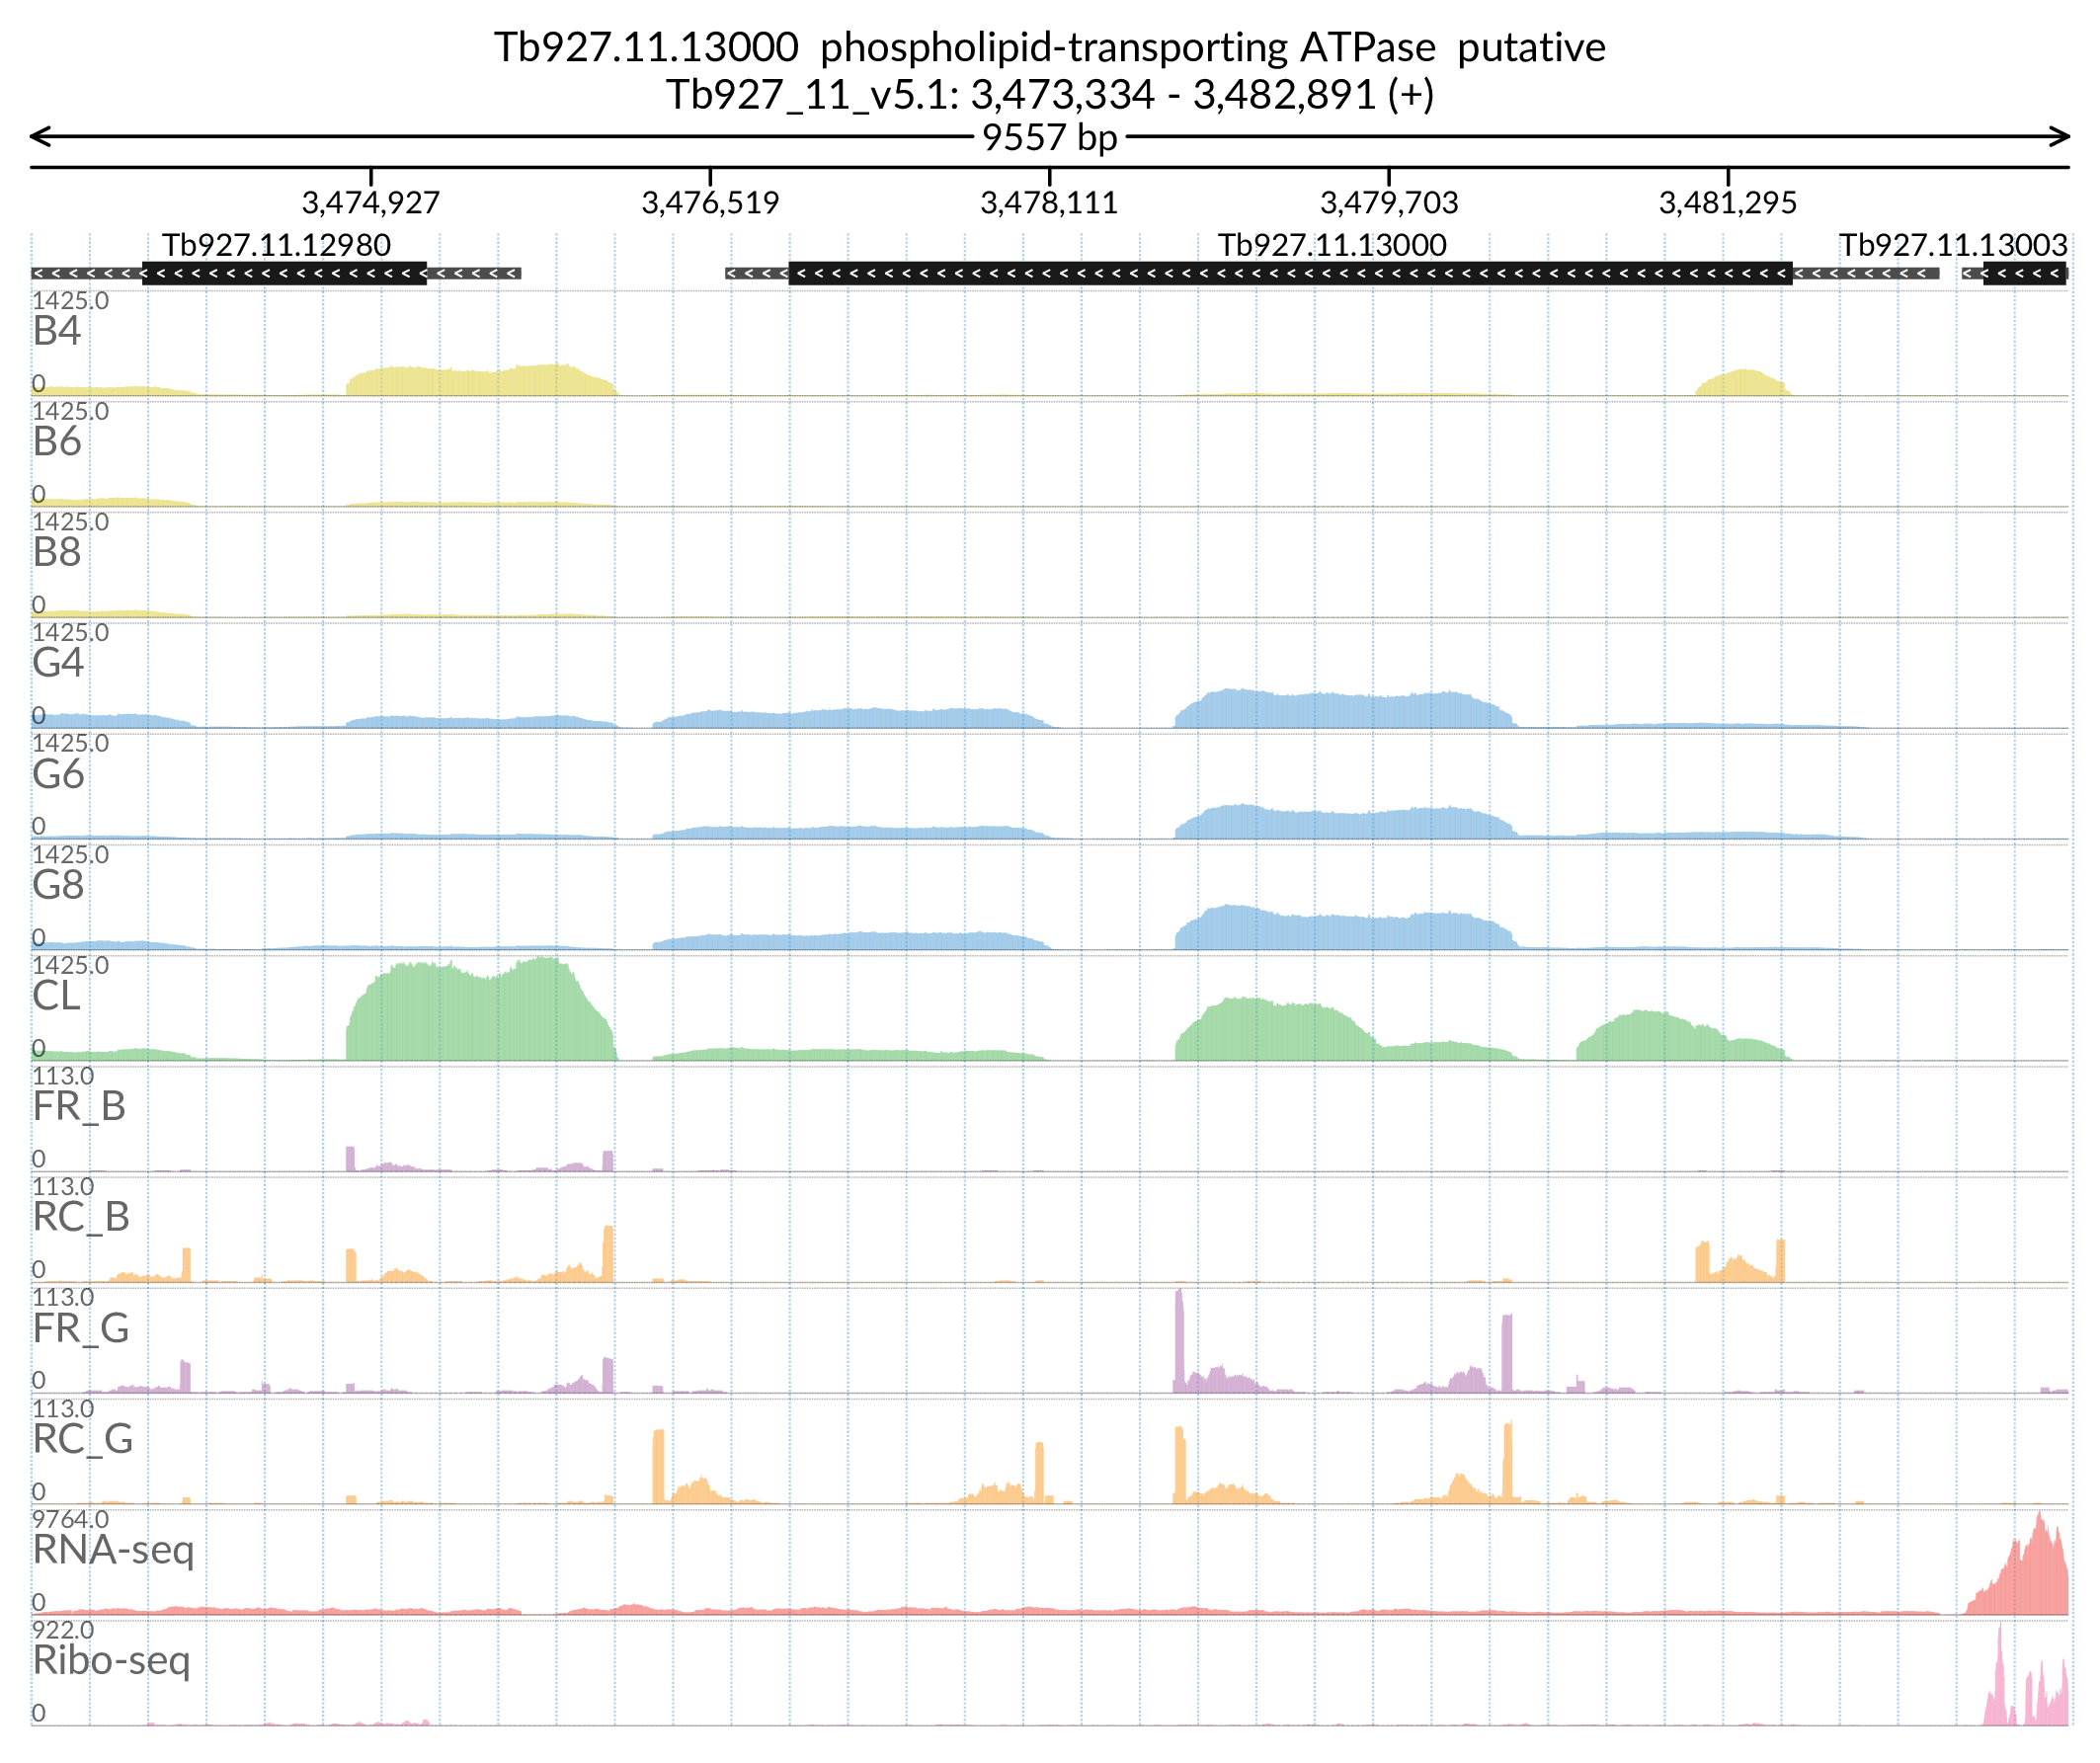 Tb927.11.13000 phospholipid-transporting ATPase putative
Tb927_11_v5.1: 3,473,334 - 3,482,891 (+)
9557 bp
3,474,927 3,476,519 3,478,111 3,479,703 3,481,295
Tb927.11.12980 Tb927.11.13000 Tb927.11.13003
1425.0
B4
0
1425.0
B6
0
1425.0
B8
0
1425.0
G4
0
1425.0
G6
0
1425.0
G8
0
1425.0
CL
0
113.0
FR_B
0
113.0
RC_B
0
113.0
FR_G
0
113.0
RC_G
0
9764.0
RNA-seq
0
922.0
Ribo-seq
0